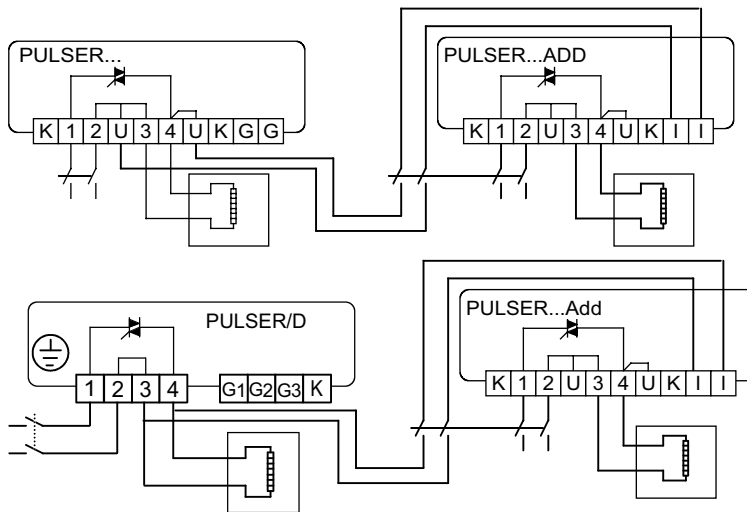 PULSER...
K 1 2 U 3 4 U K G G
PULSER...ADD
K 1 2 U 3 4 U K I I
PULSER/D
1 2 3 4 G1 G2 G3 K
PULSER...Add
K 1 2 U 3 4 U K I I